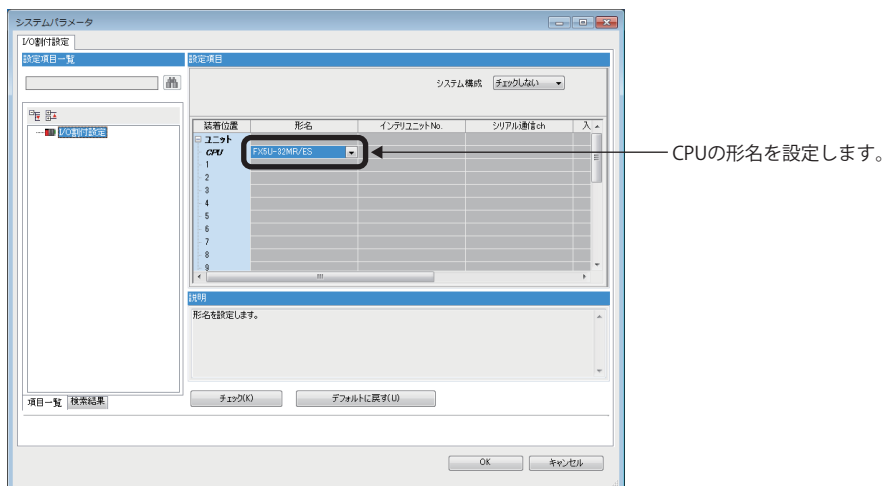 システムパラメータ
I/O割付設定
設定項目一覧
I/O割付設定
項目一覧 検索結果
設定項目
システム構成 チェックしない
装着位置 形名 インテリユニットNo. シリアル通信ch 入
ユニット
CPU FX5U-32MR/ES
1
2
3
4
5
6
7
8
9
説明
形名を設定します。
チェック(K) デフォルトに戻す(U)
OK キャンセル
CPUの形名を設定します。